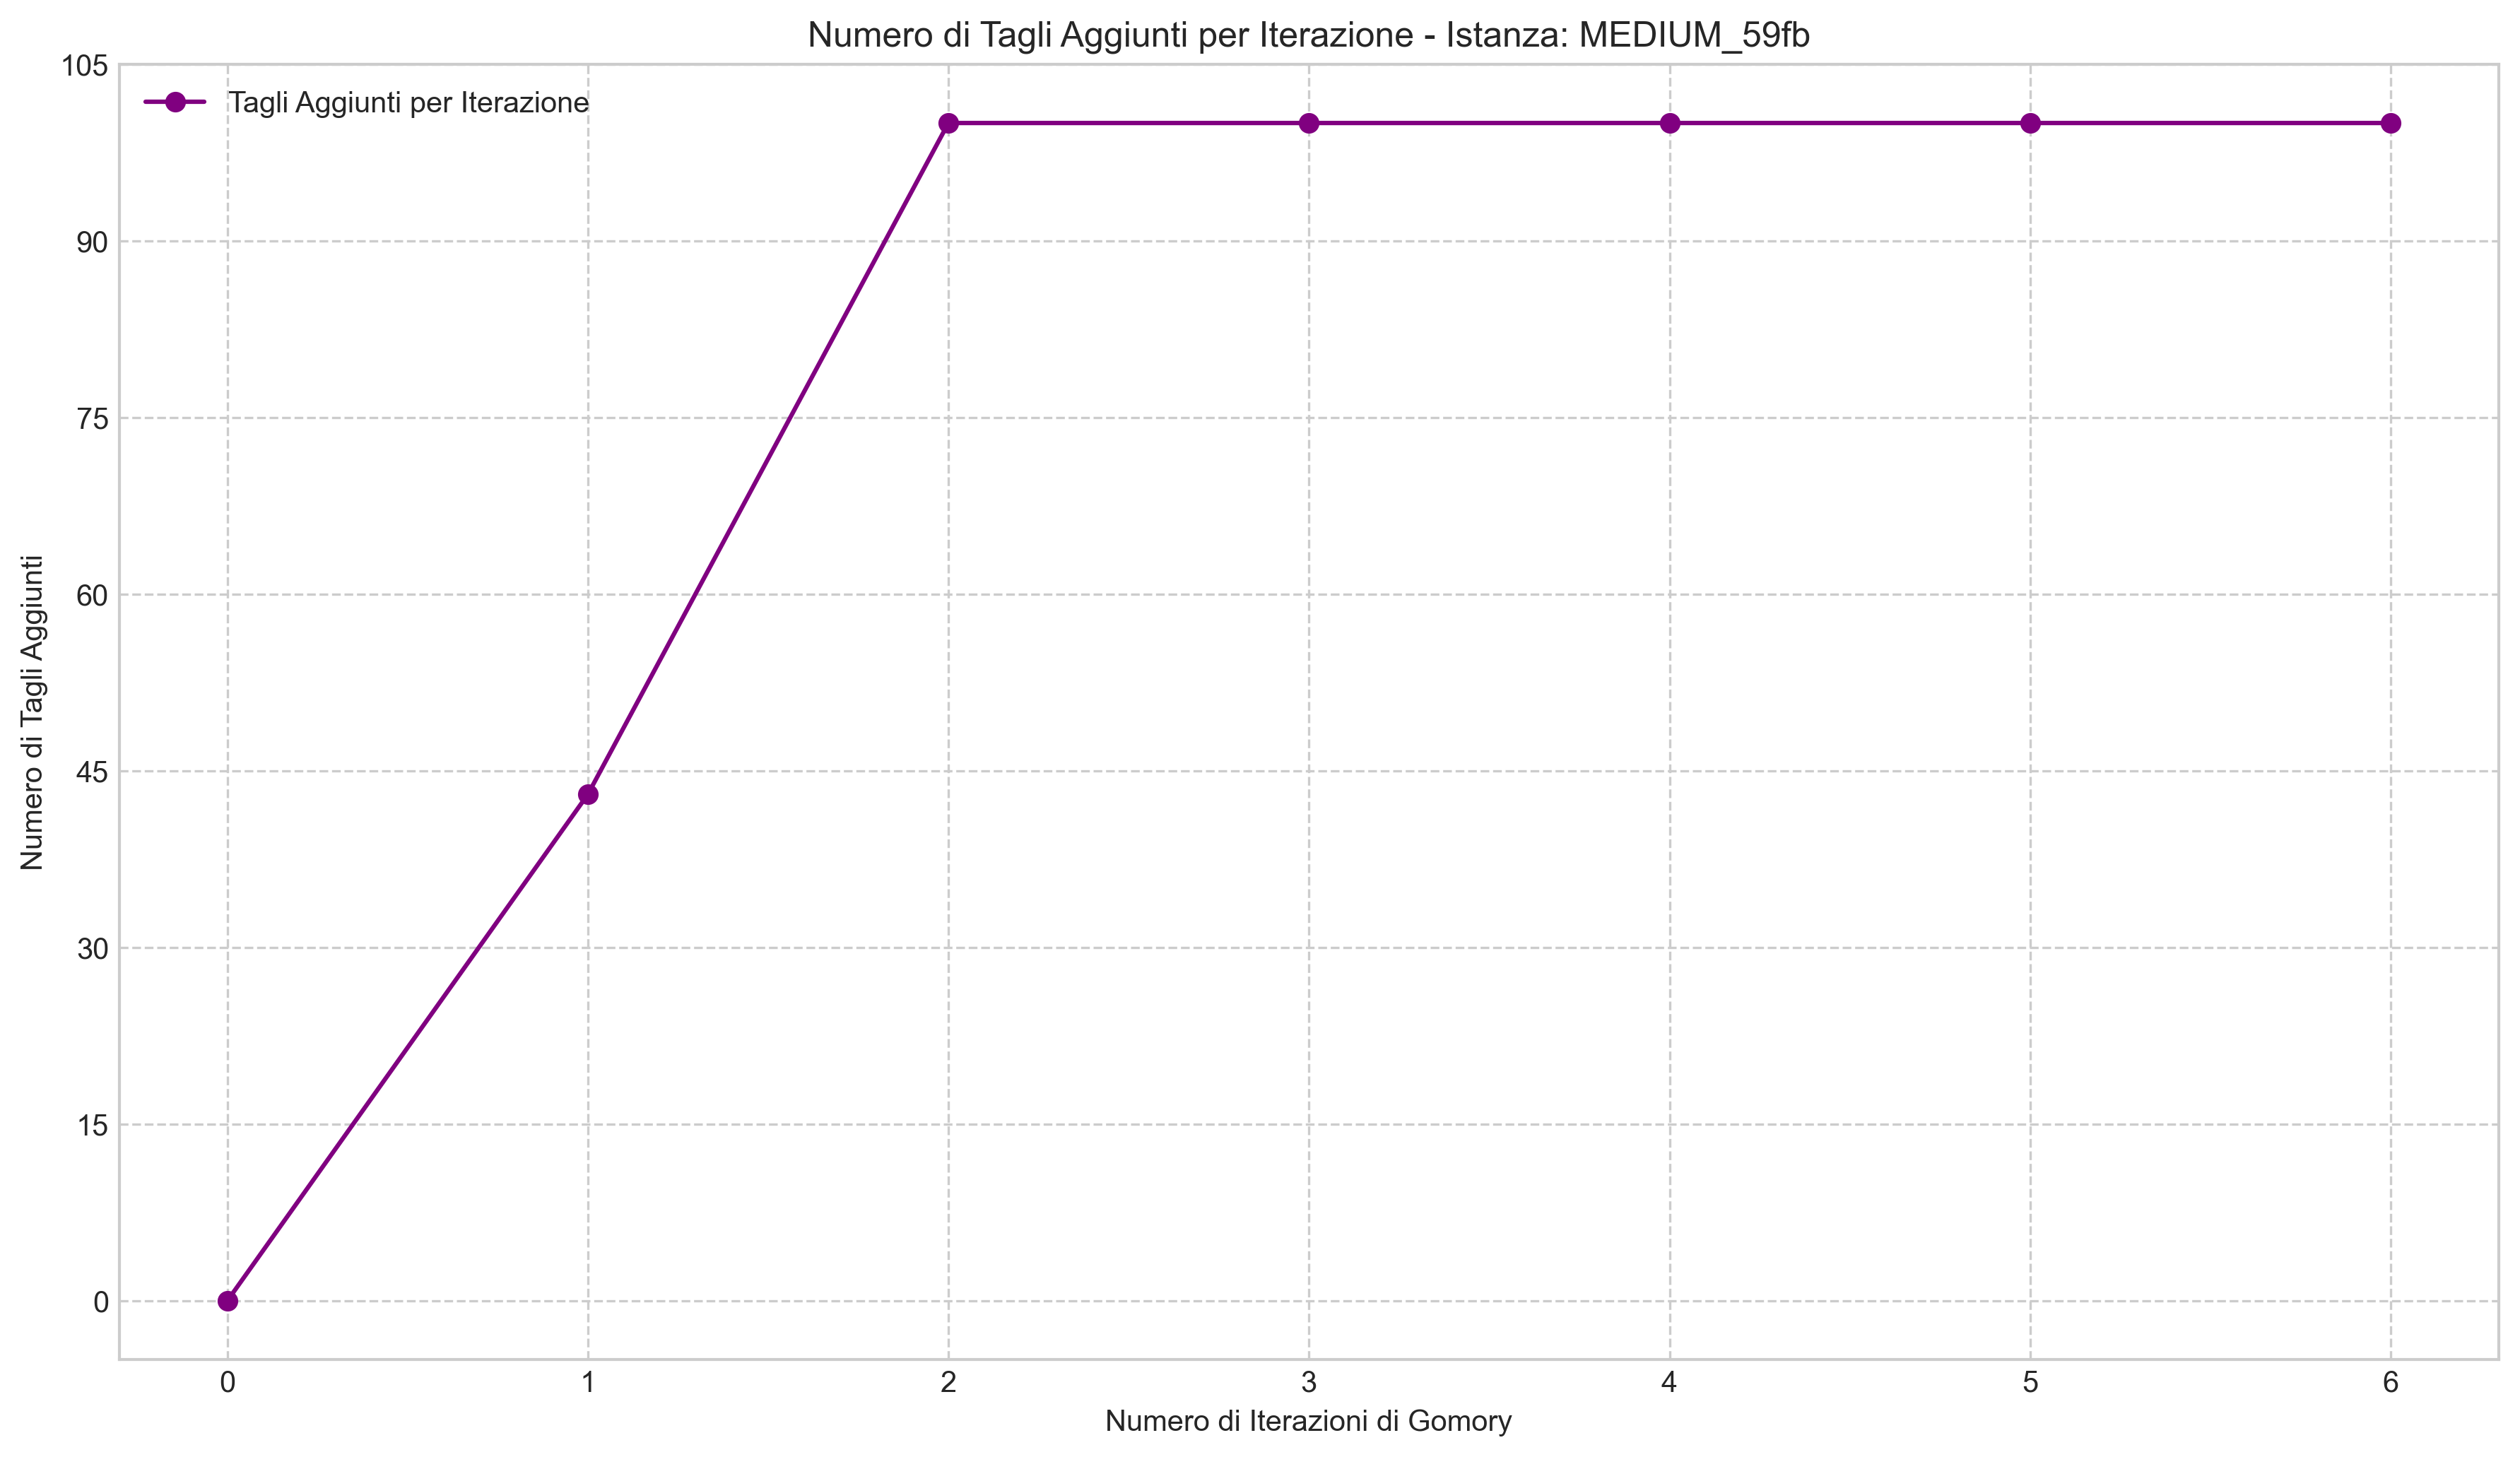 Numero di Tagli Aggiunti per Iterazione - Istanza: MEDIUM_59fb
Tagli Aggiunti per Iterazione
Numero di Tagli Aggiunti
105
90
75
60
45
30
15
0
0 1 2 3 4 5 6
Numero di Iterazioni di Gomory